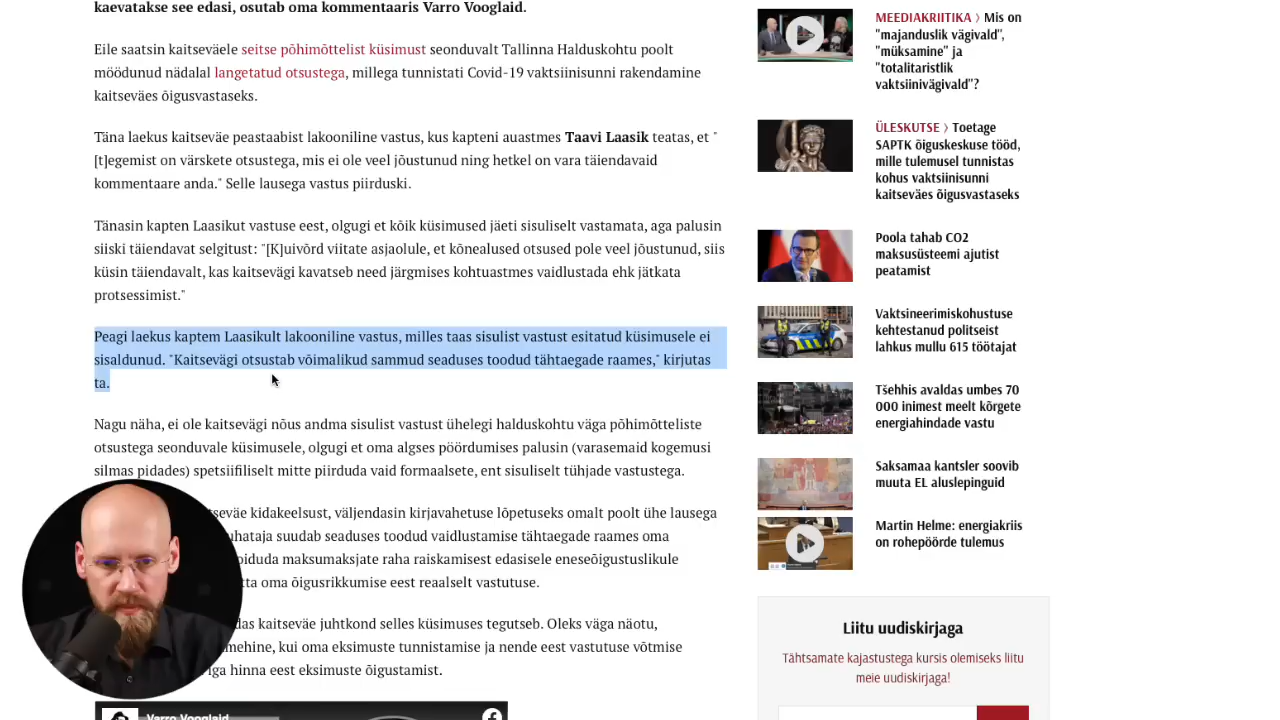 kaevatakse see edasi, osutab oma kommentaaris Varro Vooglaid.
Eile saatsin kaitseväele seitse põhimõttelist küsimust seonduvalt Tallinna Halduskohtu poolt
möödunud nädalal langetatud otsustega, millega tunnistati Covid-19 vaktsiinisunni rakendamine
kaitseväes õigusvastaseks.
Täna laekus kaitseväe peastaabist lakooniline vastus, kus kapteni auastmes Taavi Laasik teatas, et "
[t]egemist on värskete otsustega, mis ei ole veel jõustunud ning hetkel on vara täiendavaid
kommentaare anda." Selle lausega vastus piirduski.
Tänasin kapten Laasikut vastuse eest, olgugi et kõik küsimused jäeti sisuliselt vastamata, aga palusin
siiski täiendavat selgitust: "[K]uivõrd viitate asjaolule, et kõnealused otsused pole veel jõustunud, siis
küsin täiendavalt, kas kaitsevägi kavatseb need järgmises kohtuastmes vaidlustada ehk jätkata
protsessimist."
Peagi laekus kaptem Laasikult lakooniline vastus, milles taas sisulist vastust esitatud küsimusele ei
sisaldunud. "Kaitsevägi otsustab võimalikud sammud seaduses toodud tähtaegade raames," kirjutas
ta.
Nagu näha, ei ole kaitsevägi nõus andma sisulist vastust ühelegi halduskohtu väga põhimõtteliste
otsustega seonduvale küsimusele, olgugi et oma algses pöördumises palusin (varasemaid kogemusi
silmas pidades) spetsiifiliselt mitte piirduda vaid formaalsete, ent sisuliselt tühjade vastustega.
kidakeelsust, väljendasin kirjavahetuse lõpetuseks omalt poolt ühe lausega
suudab seaduses toodud vaidlustamise tähtaegade raames oma
maksumaksjate raha raiskamisest edasisele eneseõigustuslikule
oma õigusrikkumise eest reaalselt vastutuse.
kaitseväe juhtkond selles küsimuses tegutseb. Oleks väga näotu,
kui oma eksimuste tunnistamise ja nende eest vastutuse võtmise
hinna eest eksimuste õigustamist.
Varro Vooglaid
MEEDIAKRIITIKA 〉 Mis on
"majanduslik vägivald",
"müksamine" ja
"totalitaristlik
vaktsiinivägivald"?
ÜLESKUTSE 〉 Toetage
SAPTK õiguskeskuse tööd,
mille tulemusel tunnistas
kohus vaktsiinisunni
kaitseväes õigusvastaseks
Poola tahab CO2
maksusüsteemi ajutist
peatamist
Vaktsineerimiskohustuse
kehtestanud politseist
lahkus mullu 615 töötajat
Tšehhis avaldas umbes 70
000 inimest meelt kõrgete
energiahindade vastu
Saksamaa kantsler soovib
muuta EL aluslepinguid
Martin Helme: energiakriis
on rohepöörde tulemus
Liitu uudiskirjaga
Tähtsamate kajastustega kursis olemiseks liitu
meie uudiskirjaga!